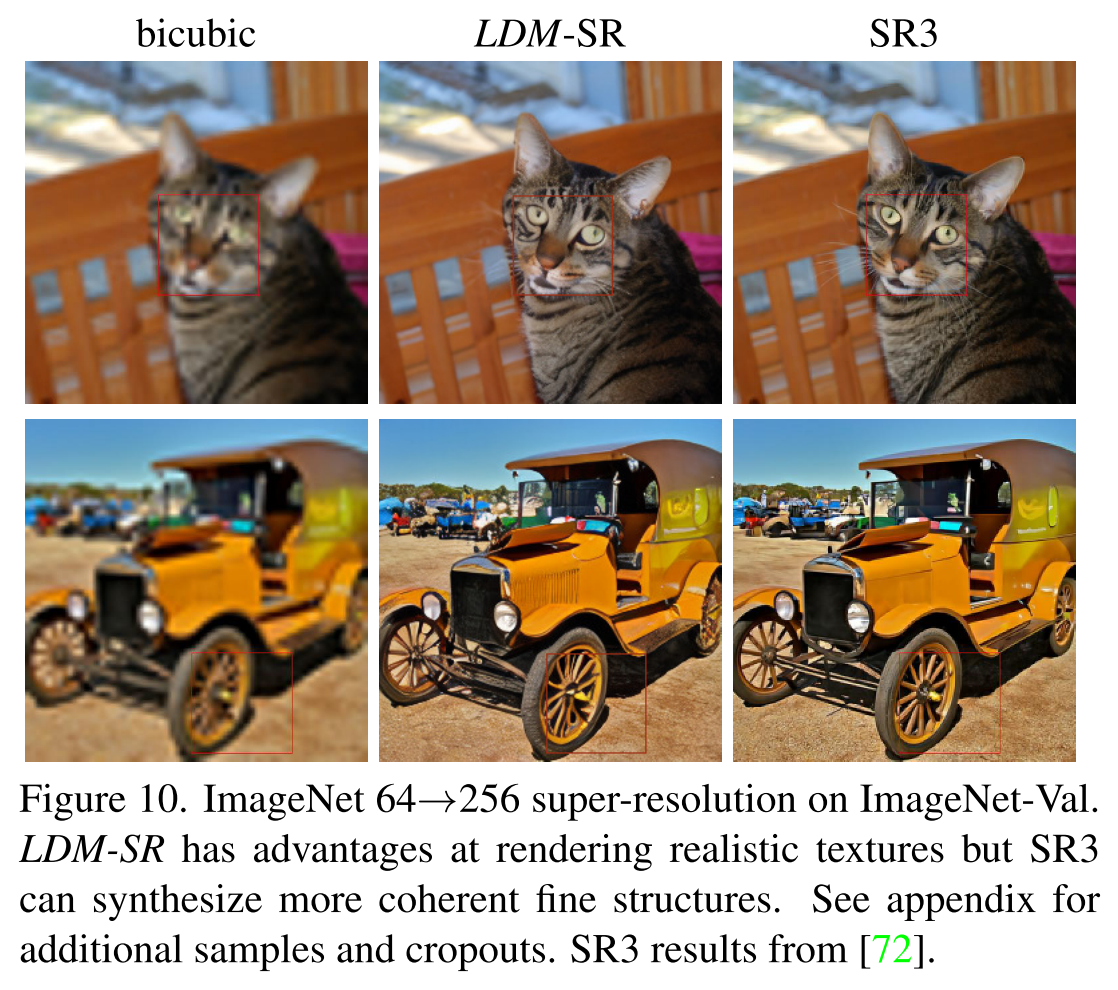 bicubic LDM-SR SR3
Figure 10. ImageNet 64→256 super-resolution on ImageNet-Val.
LDM-SR has advantages at rendering realistic textures but SR3
can synthesize more coherent fine structures. See appendix for
additional samples and cropouts. SR3 results from [72].